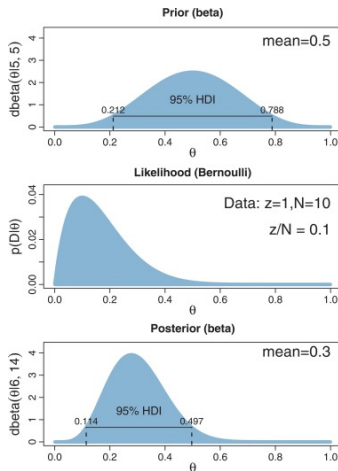 Prior (beta)
mean=0.5
dbeta(θ|5, 5)
0 1 2 3 4
95% HDI
0.212 0.788
0.0 0.2 0.4 0.6 0.8 1.0
θ
Likelihood (Bernoulli)
Data: z=1,N=10
z/N = 0.1
p(D|θ)
0.00 0.02 0.04
0.0 0.2 0.4 0.6 0.8 1.0
θ
Posterior (beta)
mean=0.3
dbeta(θ|6, 14)
0 1 2 3 4
95% HDI
0.114 0.497
0.0 0.2 0.4 0.6 0.8 1.0
θ